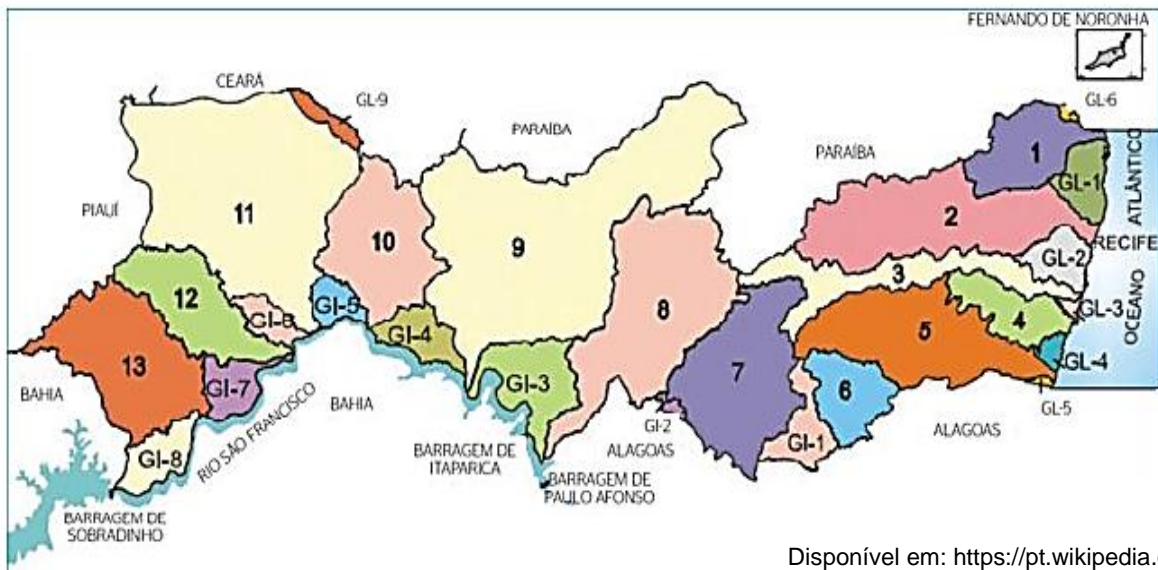 FERNANDO DE NORONHA
CEARÁ
GL-9
GL-6
PARAÍBA
PARAÍBA
1
GL-1
ATLÂNTICO
PIAUÍ
11
10
9
2
RECIFE
GL-2
12
GI-6
GI-5
8
3
GL-3
OCEANO
13
GI-4
5
4
GL-4
BAHIA
GI-7
GI-3
7
6
GL-5
GI-8
RIO SÃO FRANCISCO
BAHIA
GI-2
GI-1
ALAGOAS
BARRAGEM DE
ITAPARICA
ALAGOAS
BARRAGEM DE
PAULO AFONSO
BARRAGEM DE
SOBRADINHO
Disponível em: https://pt.wikipedia.